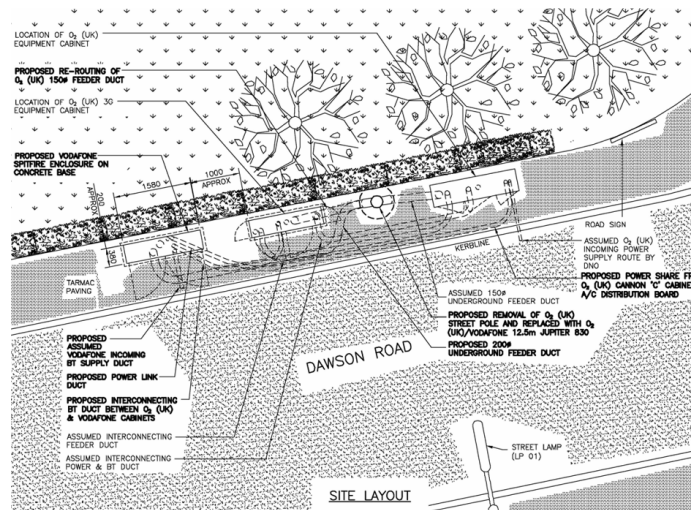 LOCATION OF O2 (UK)
EQUIPMENT CABINET
PROPOSED RE-ROUTING OF
O2 (UK) 150ø FEEDER DUCT
LOCATION OF O2 (UK) 3G
EQUIPMENT CABINET
PROPOSED VODAFONE
SPITFIRE ENCLOSURE ON
CONCRETE BASE
200
APPROX
1580
1000
APPROX
TARMAC
PAVING
KERBLINE
ROAD SIGN
ASSUMED O2 (UK)
INCOMING POWER
SUPPLY ROUTE BY
DNO
PROPOSED POWER SHARE FR
O2 (UK) CANNON 'C' CABINE
A/C DISTRIBUTION BOARD
ASSUMED 150ø
UNDERGROUND FEEDER DUCT
PROPOSED REMOVAL OF O2 (UK)
STREET POLE AND REPLACED WITH O2
(UK)/VODAFONE 12.5m JUPITER 830
PROPOSED 200ø
UNDERGROUND FEEDER DUCT
PROPOSED
ASSUMED
VODAFONE INCOMING
BT SUPPLY DUCT
PROPOSED POWER LINK
DUCT
PROPOSED INTERCONNECTING
BT DUCT BETWEEN O2 (UK)
& VODAFONE CABINETS
ASSUMED INTERCONNECTING
FEEDER DUCT
ASSUMED INTERCONNECTING
POWER & BT DUCT
DAWSON ROAD
STREET LAMP
(LP 01)
SITE LAYOUT